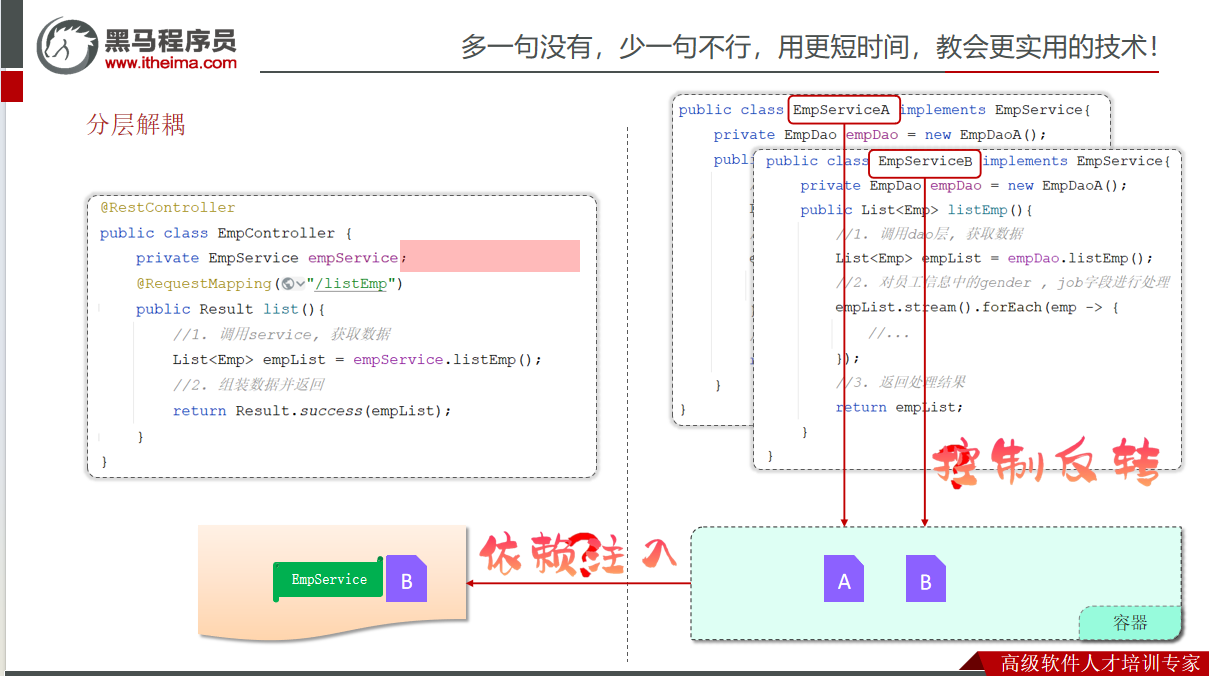 黑马程序员
www.itheima.com
多一句没有，少一句不行，用更短时间，教会更实用的技术！
分层解耦
@RestController
public class EmpController {
private EmpService empService;
@RequestMapping("/listEmp")
public Result list(){
//1. 调用service, 获取数据
List<Emp> empList = empService.listEmp();
//2. 组装数据并返回
return Result.success(empList);
}
}
public class EmpServiceA implements EmpService{
private EmpDao empDao = new EmpDaoA();
publ
}
}
public class EmpServiceB implements EmpService{
private EmpDao empDao = new EmpDaoA();
public List<Emp> listEmp(){
//1. 调用dao层, 获取数据
List<Emp> empList = empDao.listEmp();
//2. 对员工信息中的gender , job字段进行处理
empList.stream().forEach(emp -> {
//...
});
//3. 返回处理结果
return empList;
}
}
控制反转
?
依赖注入
?
EmpService
B
A
B
容器
高级软件人才培训专家